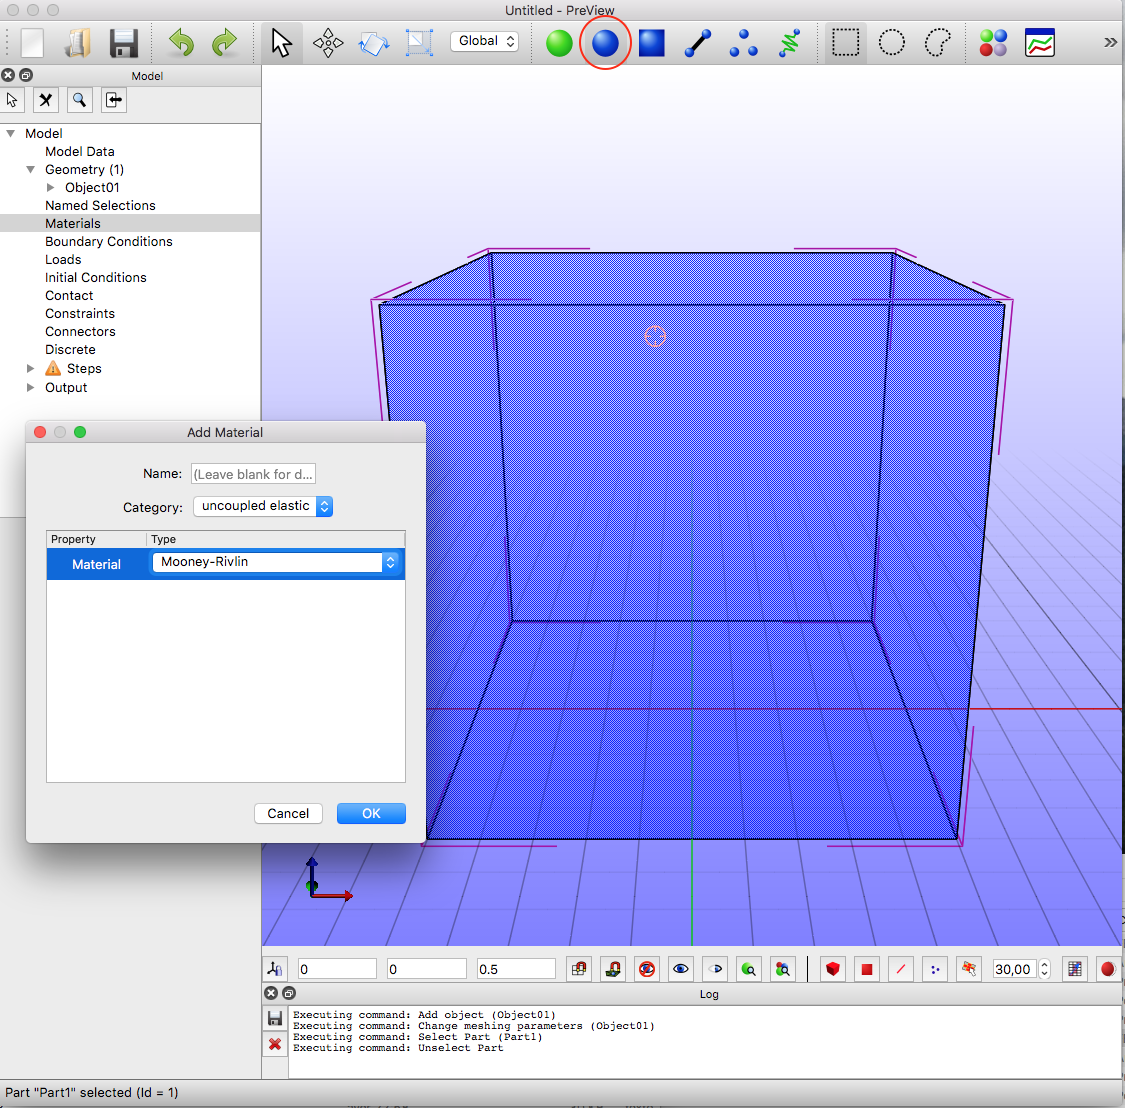 Untitled - PreView
Global
Model
Model
Model Data
Geometry (1)
Object01
Named Selections
Materials
Boundary Conditions
Loads
Initial Conditions
Contact
Constraints
Connectors
Discrete
Steps
Output
Add Material
Name: (Leave blank for d...
Category: uncoupled elastic
Property Type
Material Mooney-Rivlin
Cancel OK
0 0 0.5 30,00
Log
Executing command: Add object (Object01)
Executing command: Change meshing parameters (Object01)
Executing command: Select Part (Part1)
Executing command: Unselect Part
Part "Part1" selected (Id = 1)